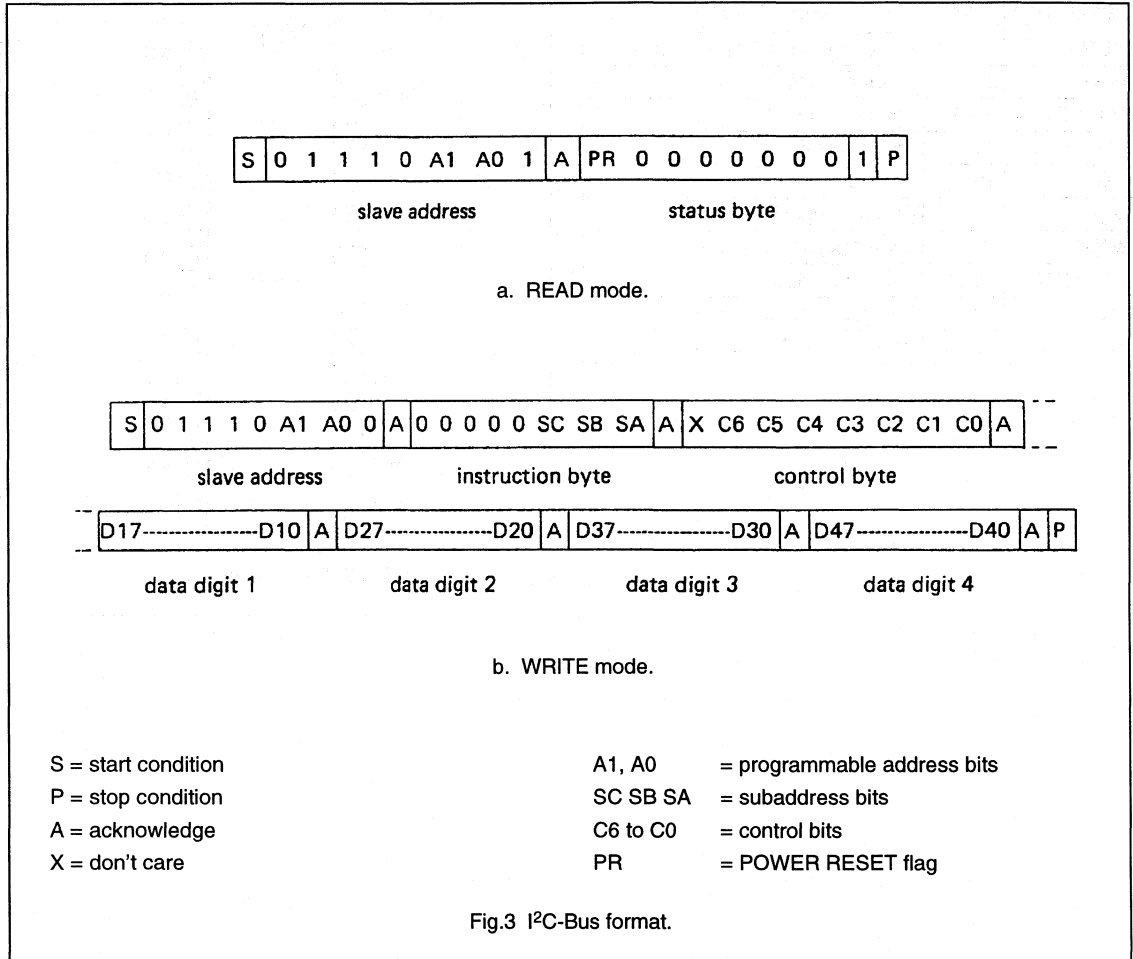 S 0 1 1 1 0 A1 A0 1 A PR 0 0 0 0 0 0 0 1 P
slave address status byte
a. READ mode.
S 0 1 1 1 0 A1 A0 0 A 0 0 0 0 0 SC SB SA A X C6 C5 C4 C3 C2 C1 C0 A
slave address instruction byte control byte
D17-----------------D10 A D27----------------D20 A D37-----------------D30 A D47-----------------D40 A P
data digit 1 data digit 2 data digit 3 data digit 4
b. WRITE mode.
S = start condition
P = stop condition
A = acknowledge
X = don't care
A1, A0 = programmable address bits
SC SB SA = subaddress bits
C6 to C0 = control bits
PR = POWER RESET flag
Fig.3 I²C-Bus format.